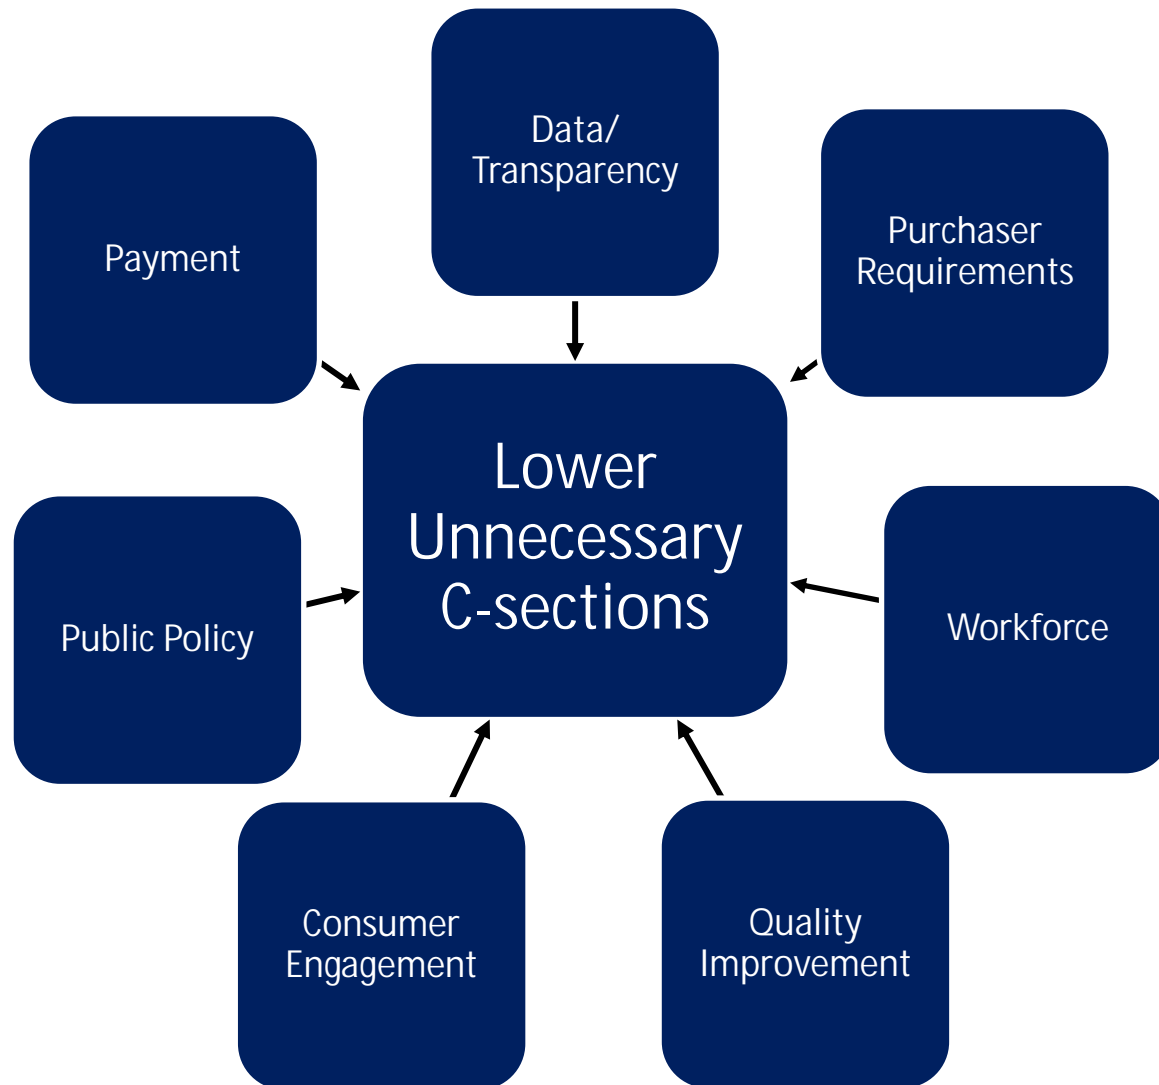 Data/
Transparency
Payment
Purchaser
Requirements
Lower
Unnecessary
C-sections
Public Policy
Workforce
Consumer
Engagement
Quality
Improvement